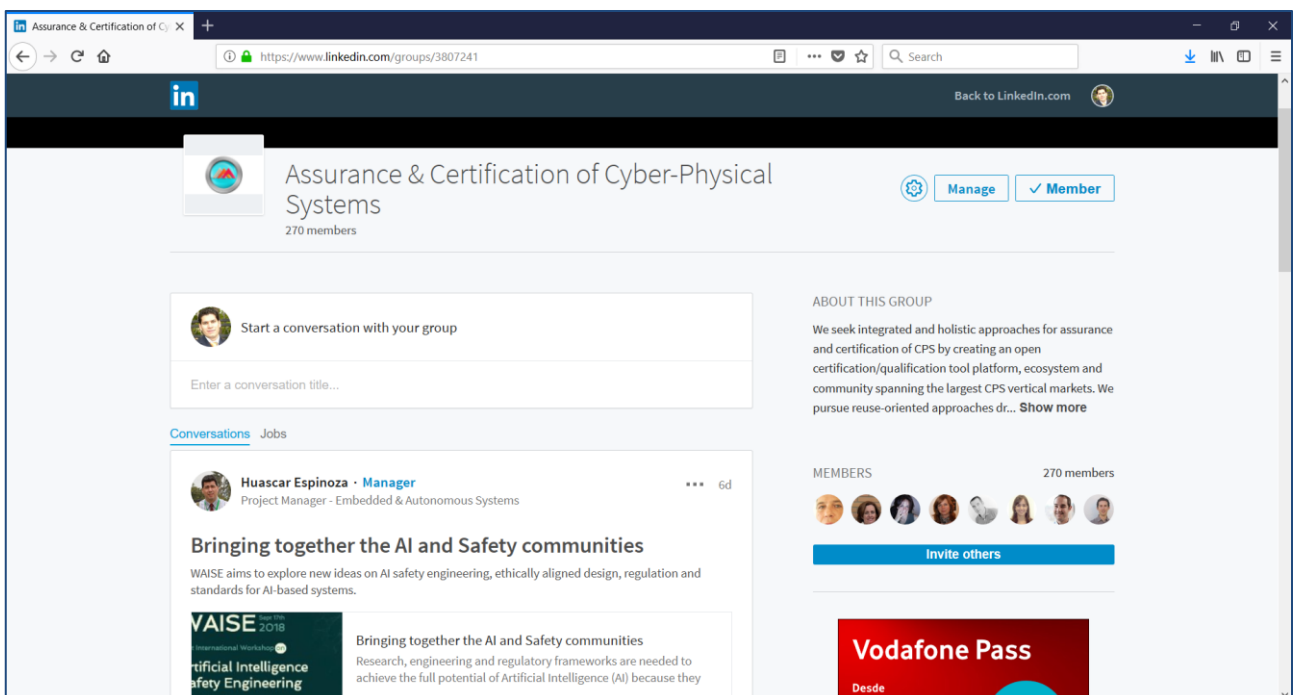 in Assurance & Certification of Cy
https://www.linkedin.com/groups/3807241
Search
in
Back to LinkedIn.com
Assurance & Certification of Cyber-Physical
Systems
270 members
Manage
Member
Start a conversation with your group
Enter a conversation title...
Conversations Jobs
Huascar Espinoza · Manager
6d
Project Manager - Embedded & Autonomous Systems
Bringing together the AI and Safety communities
WAISE aims to explore new ideas on AI safety engineering, ethically aligned design, regulation and
standards for AI-based systems.
WAISE Sept 17th
2018
International Workshop on
rtificial Intelligence
afety Engineering
Bringing together the AI and Safety communities
Research, engineering and regulatory frameworks are needed to
achieve the full potential of Artificial Intelligence (AI) because they
ABOUT THIS GROUP
We seek integrated and holistic approaches for assurance
and certification of CPS by creating an open
certification/qualification tool platform, ecosystem and
community spanning the largest CPS vertical markets. We
pursue reuse-oriented approaches dr... Show more
MEMBERS
270 members
Invite others
Vodafone Pass
Desde